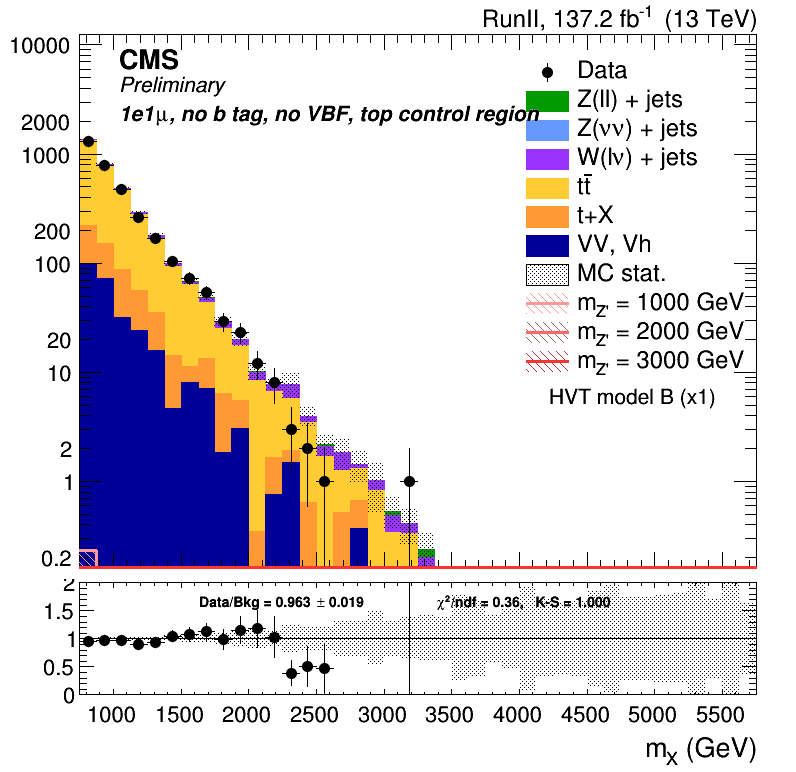 RunII, 137.2 fb⁻¹ (13 TeV)
CMS
Preliminary
1e1μ, no b tag, no VBF, top control region
Data
Z(ll) + jets
Z(νν) + jets
W(lν) + jets
tt̄
t+X
VV, Vh
MC stat.
m_Z' = 1000 GeV
m_Z' = 2000 GeV
m_Z' = 3000 GeV
HVT model B (x1)
10000
2000
1000
200
100
20
10
2
1
0.2
Data/Bkg = 0.963 ± 0.019
χ²/ndf = 0.36, K-S = 1.000
2
1.5
1
0.5
0
1000 1500 2000 2500 3000 3500 4000 4500 5000 5500
m_X (GeV)